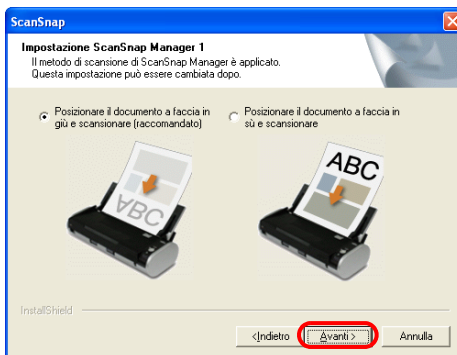 ScanSnap
Impostazione ScanSnap Manager 1
Il metodo di scansione di ScanSnap Manager è applicato.
Questa impostazione può essere cambiata dopo.
Posizionare il documento a faccia in
giù e scansionare (raccomandato)
Posizionare il documento a faccia in
sù e scansionare
ABC
ABC
InstallShield
<Indietro
Avanti >
Annulla